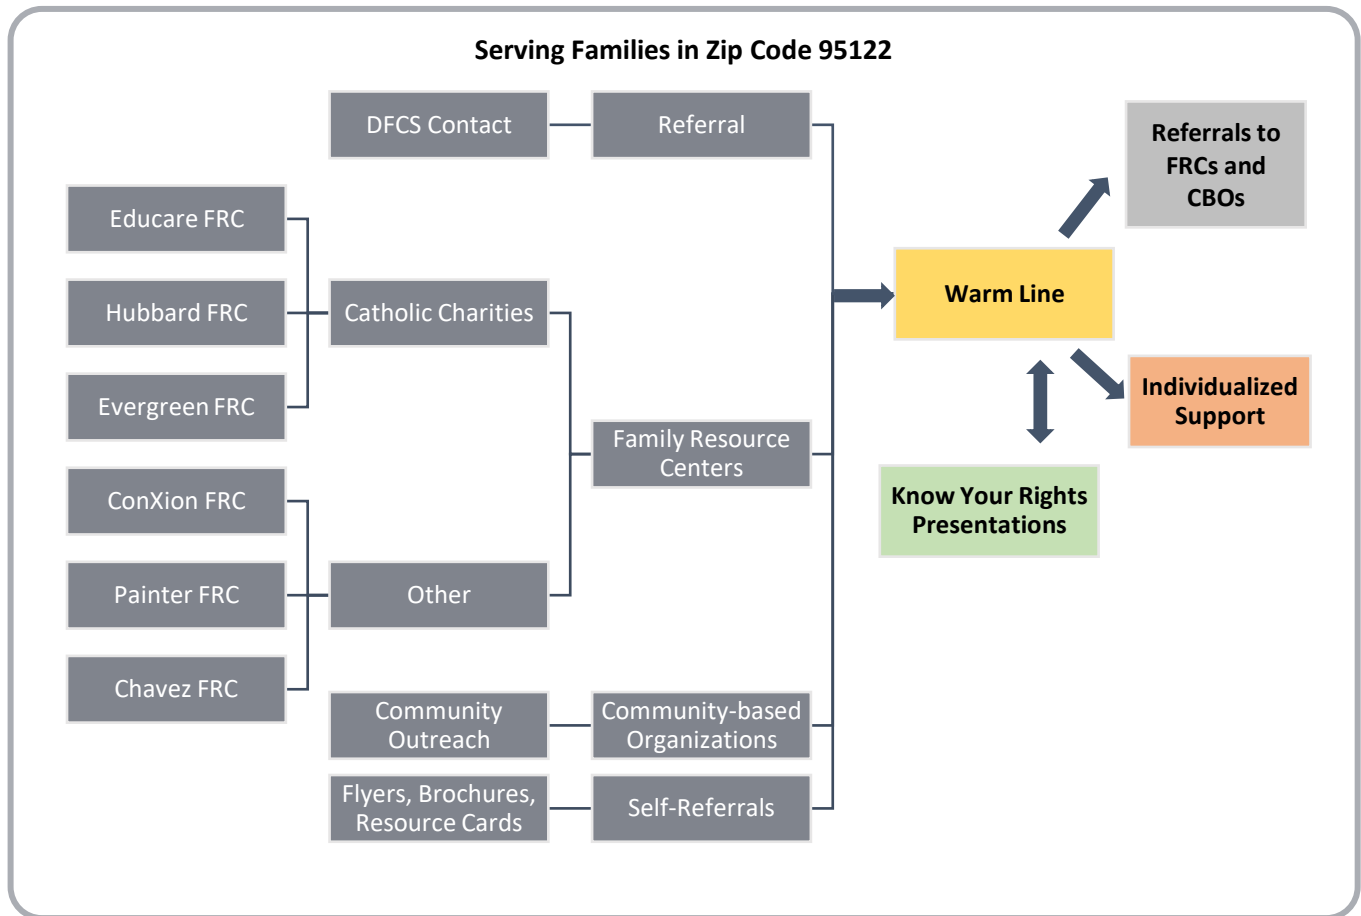 Serving Families in Zip Code 95122
DFCS Contact
Referral
Referrals to
FRCs and
CBOs
Educare FRC
Hubbard FRC
Catholic Charities
Warm Line
Evergreen FRC
Individualized
Support
Family Resource
Centers
ConXion FRC
Know Your Rights
Presentations
Painter FRC
Other
Chavez FRC
Community
Outreach
Community-based
Organizations
Flyers, Brochures,
Resource Cards
Self-Referrals